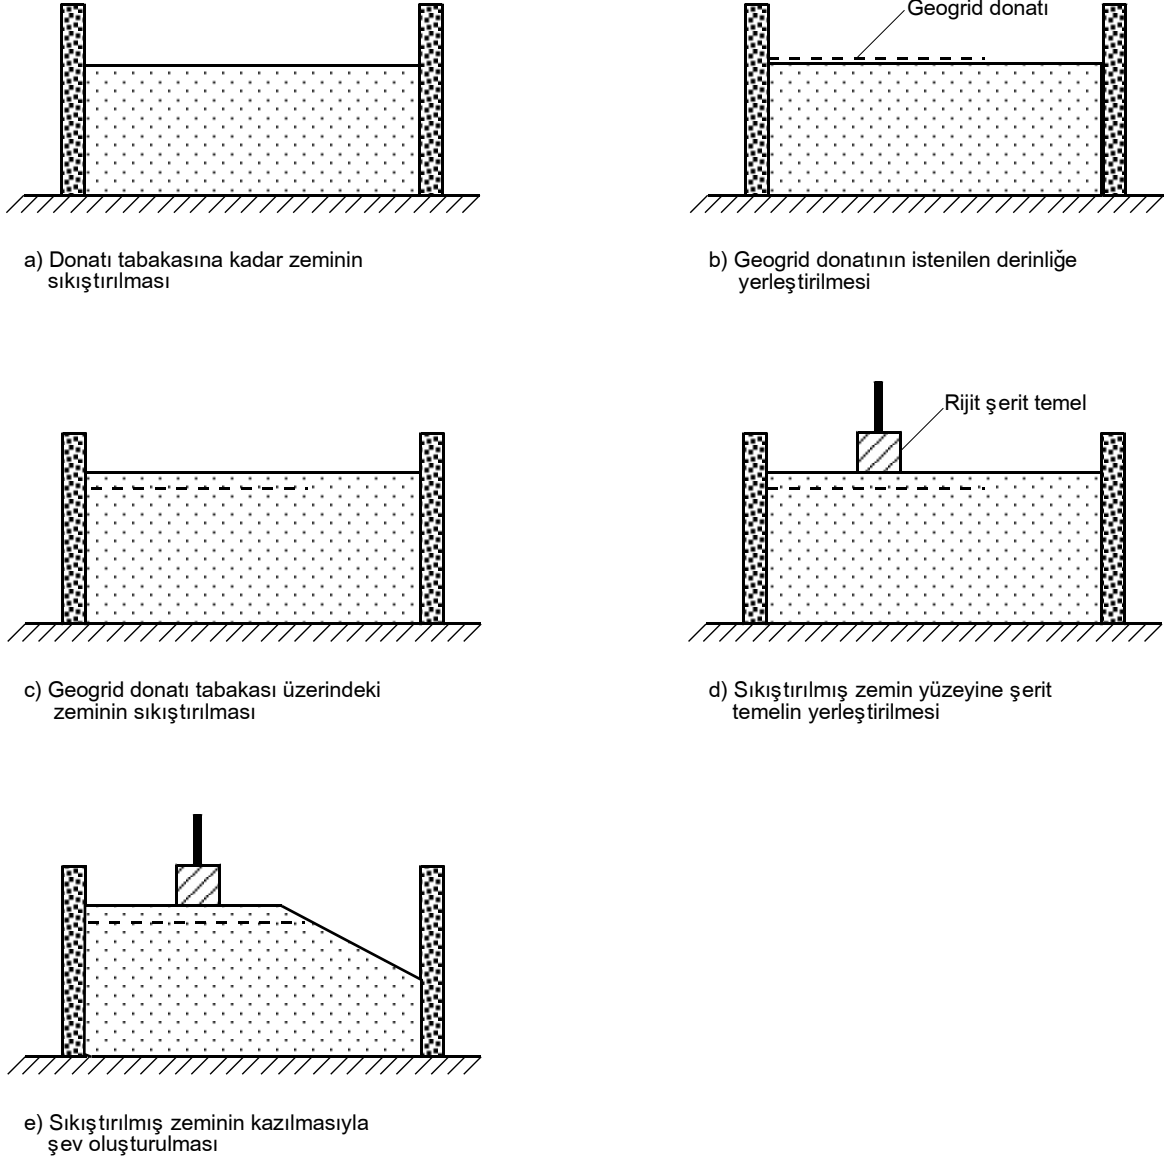 Geogrid donatı
a) Donatı tabakasına kadar zeminin
sıkıştırılması
b) Geogrid donatının istenilen derinliğe
yerleştirilmesi
Rijit şerit temel
c) Geogrid donatı tabakası üzerindeki
zeminin sıkıştırılması
d) Sıkıştırılmış zemin yüzeyine şerit
temelin yerleştirilmesi
e) Sıkıştırılmış zeminin kazılmasıyla
şev oluşturulması